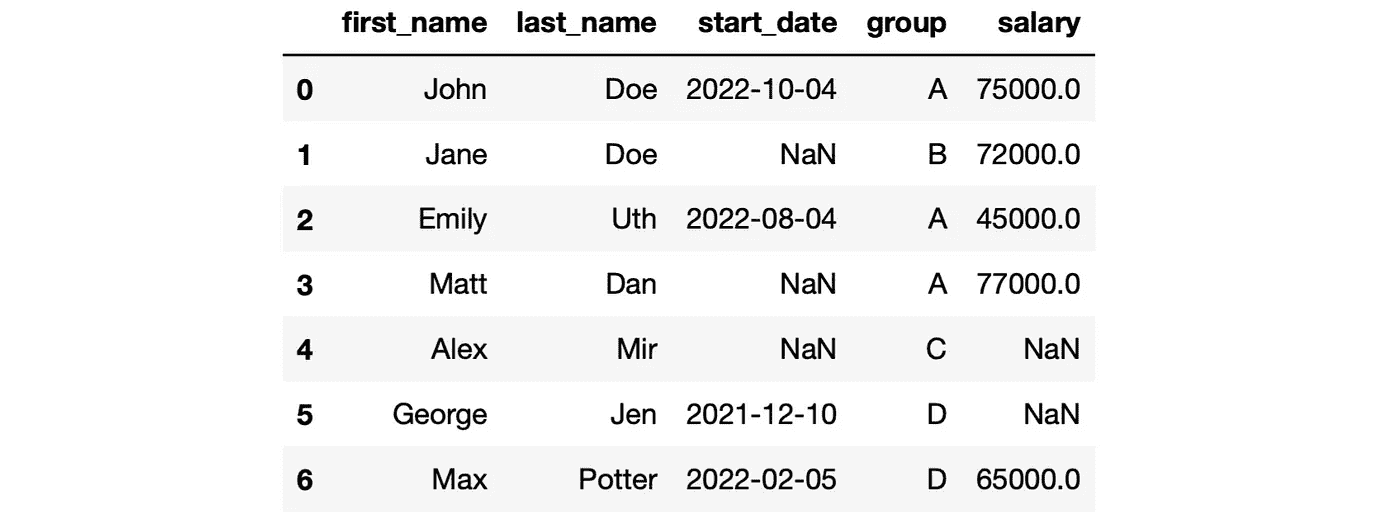 first_name last_name start_date group salary
0 John Doe 2022-10-04 A 75000.0
1 Jane Doe NaN B 72000.0
2 Emily Uth 2022-08-04 A 45000.0
3 Matt Dan NaN A 77000.0
4 Alex Mir NaN C NaN
5 George Jen 2021-12-10 D NaN
6 Max Potter 2022-02-05 D 65000.0